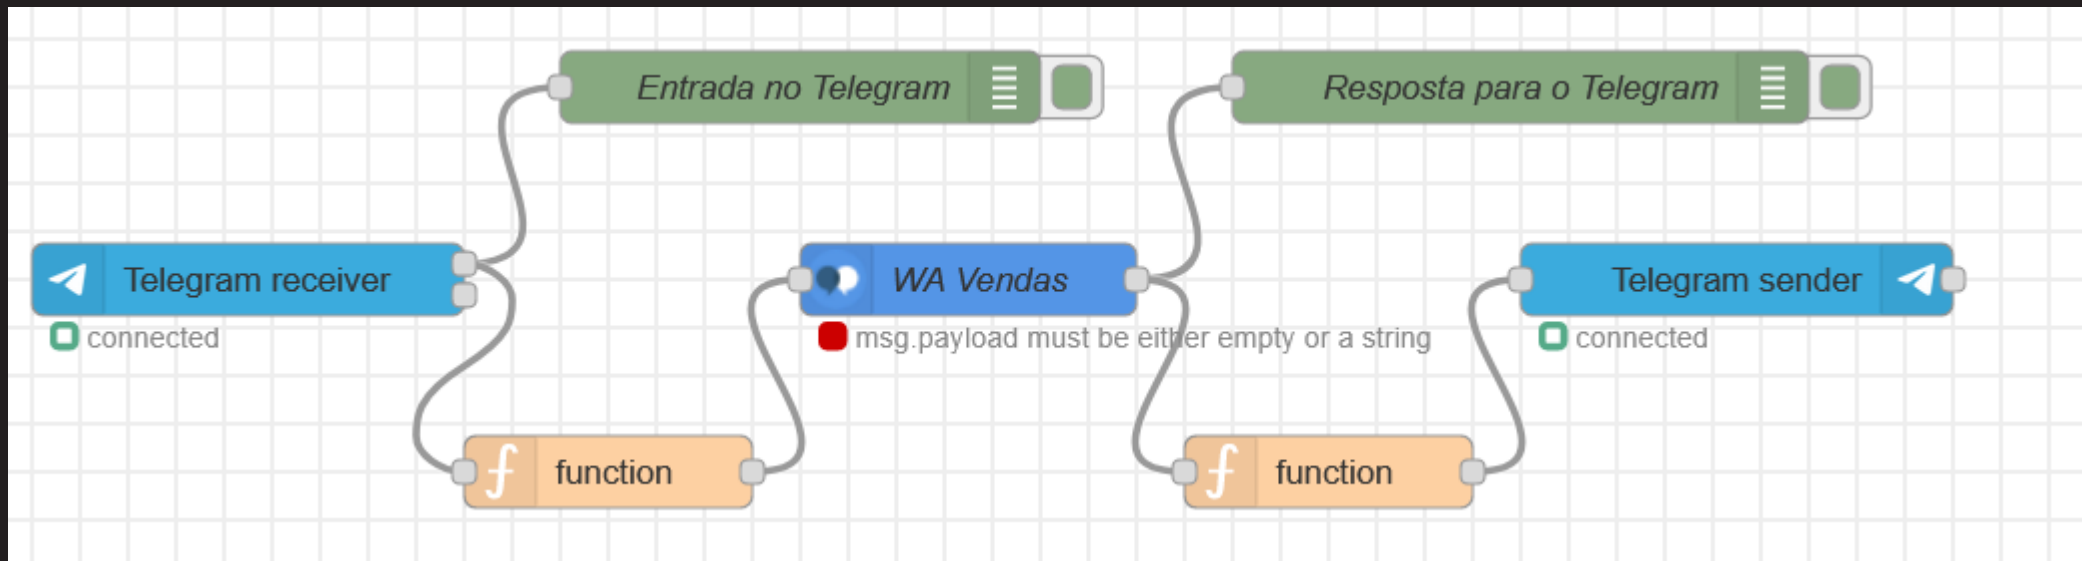 Entrada no Telegram
Resposta para o Telegram
Telegram receiver
connected
WA Vendas
msg.payload must be either empty or a string
Telegram sender
connected
function
function